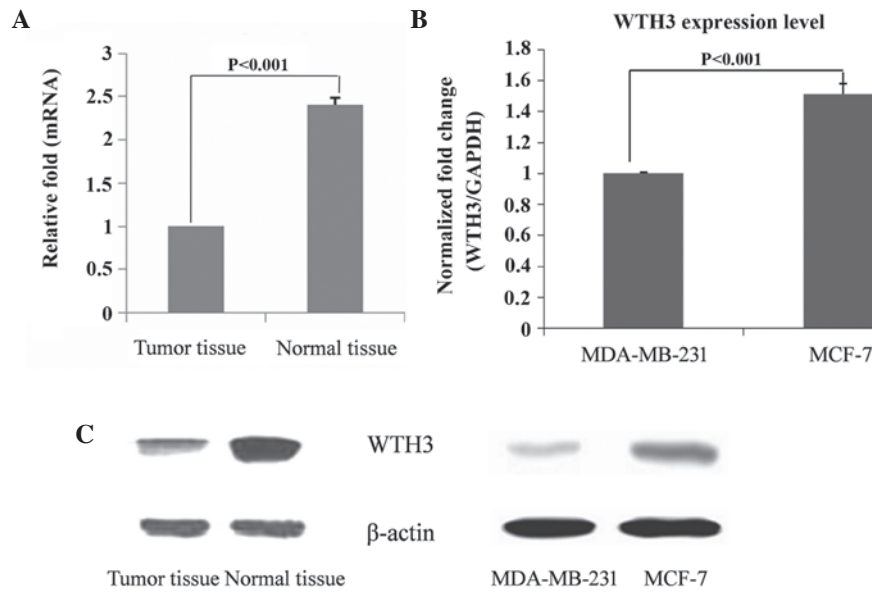 A
Relative fold (mRNA)
3
2.5
2
1.5
1
0.5
0
P<0.001
Tumor tissue
Normal tissue
B
WTH3 expression level
Normalized fold change
(WTH3/GAPDH)
1.8
1.6
1.4
1.2
1
0.8
0.6
0.4
0.2
0
P<0.001
MDA-MB-231
MCF-7
C
WTH3
β-actin
Tumor tissue Normal tissue
MDA-MB-231 MCF-7